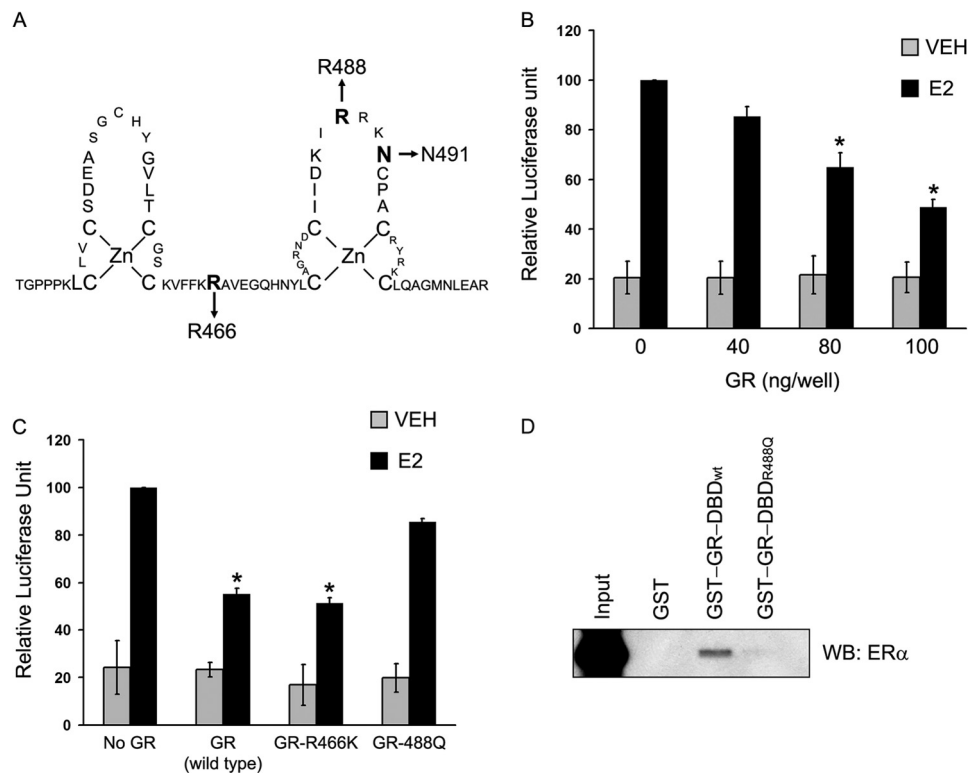 A
R488
R
R
K
I
K
D
I
I
N
N491
C
P
A
C
S
G
C
H
Y
A
E
D
S
C
G
V
L
T
C
V
L
Zn
G
S
D
N
R
G
A
Zn
R
Y
R
K
TGPPPKLC
C
KVFFKRAVEGQHNYLC
CLQAGMNLEAR
R466
B
VEH
E2
Relative Luciferase unit
120
100
80
60
40
20
0
*
*
0 40 80 100
GR (ng/well)
C
VEH
E2
Relative Luciferase Unit
120
100
80
60
40
20
0
*
*
No GR GR GR-R466K GR-488Q
(wild type)
D
Input
GST
GST–GR–DBDwt
GST–GR–DBDR488Q
WB: ERα